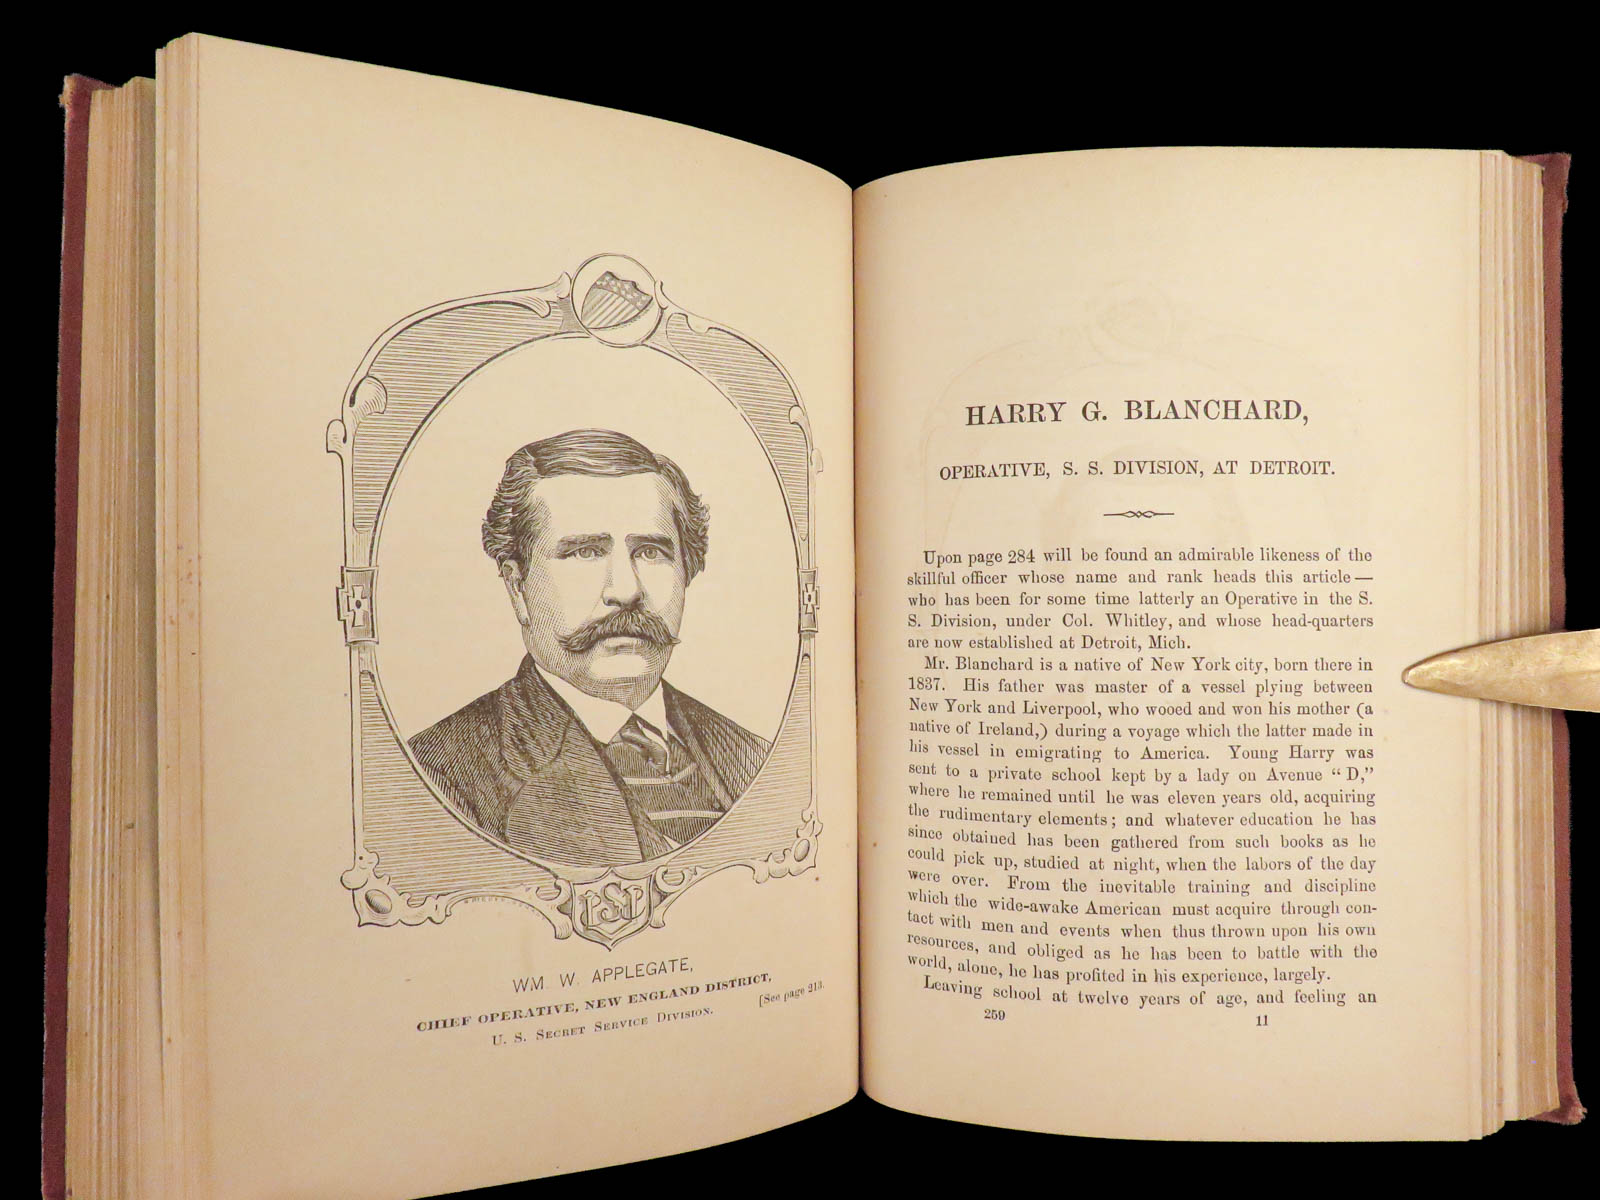 WM. W. APPLEGATE,
CHIEF OPERATIVE, NEW ENGLAND DISTRICT,
U. S. SECRET SERVICE DIVISION.
[See page 213.
HARRY G. BLANCHARD,
OPERATIVE, S. S. DIVISION, AT DETROIT.
Upon page 284 will be found an admirable likeness of the
skillful officer whose name and rank heads this article —
who has been for some time latterly an Operative in the S.
S. Division, under Col. Whitley, and whose head-quarters
are now established at Detroit, Mich.
Mr. Blanchard is a native of New York city, born there in
1837. His father was master of a vessel plying between
New York and Liverpool, who wooed and won his mother (a
native of Ireland,) during a voyage which the latter made in
his vessel in emigrating to America. Young Harry was
sent to a private school kept by a lady on Avenue “ D,”
where he remained until he was eleven years old, acquiring
the rudimentary elements; and whatever education he has
since obtained has been gathered from such books as he
could pick up, studied at night, when the labors of the day
were over. From the inevitable training and discipline
which the wide-awake American must acquire through con-
tact with men and events when thus thrown upon his own
resources, and obliged as he has been to battle with the
world, alone, he has profited in his experience, largely.
Leaving school at twelve years of age, and feeling an
259 11